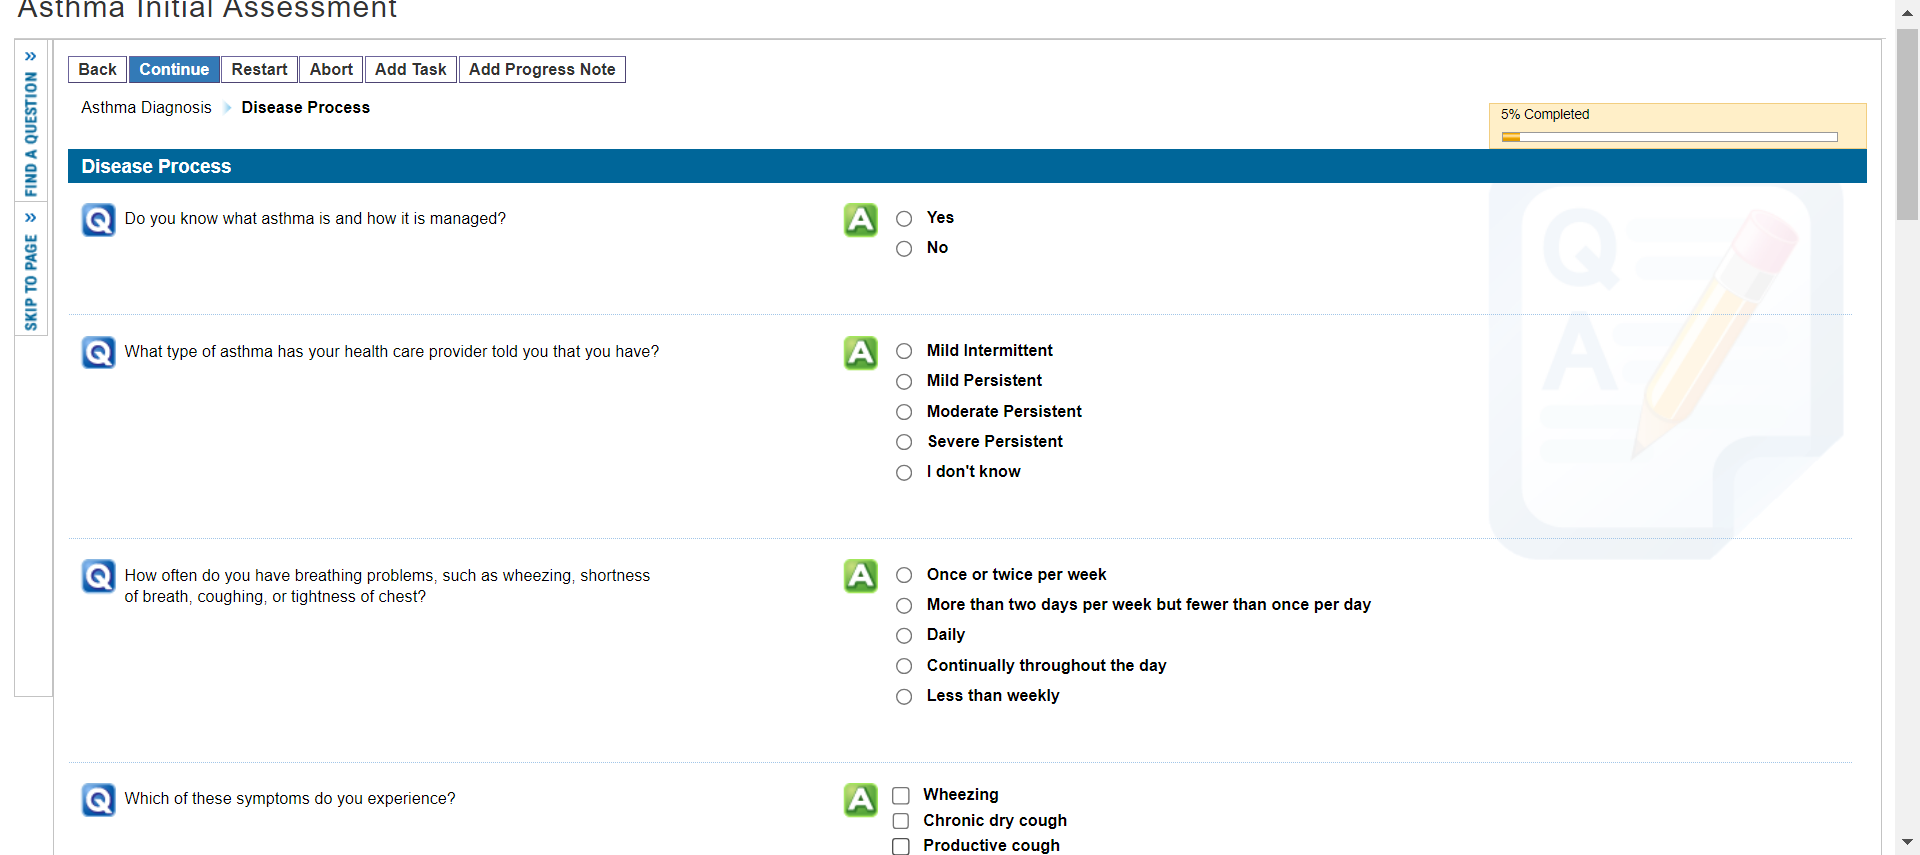 Asthma Initial Assessment
» FIND A QUESTION
» SKIP TO PAGE
Back Continue Restart Abort Add Task Add Progress Note
Asthma Diagnosis Disease Process
5% Completed
Disease Process
Q Do you know what asthma is and how it is managed?
A Yes
No
Q What type of asthma has your health care provider told you that you have?
A Mild Intermittent
Mild Persistent
Moderate Persistent
Severe Persistent
I don't know
Q How often do you have breathing problems, such as wheezing, shortness
of breath, coughing, or tightness of chest?
A Once or twice per week
More than two days per week but fewer than once per day
Daily
Continually throughout the day
Less than weekly
Q Which of these symptoms do you experience?
A Wheezing
Chronic dry cough
Productive cough
Q
A